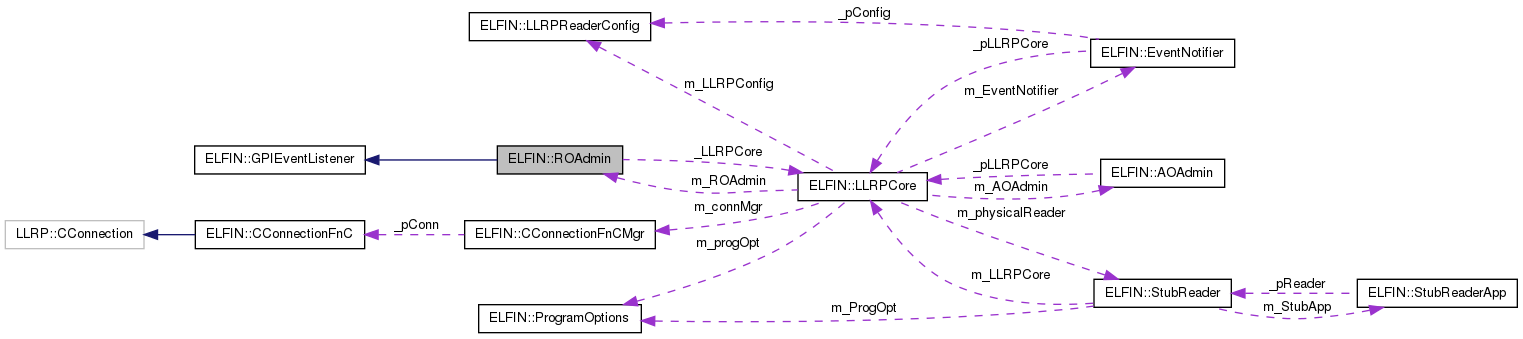 _pConfig
ELFIN::LLRPReaderConfig
_pLLRPCore
ELFIN::EventNotifier
m_LLRPConfig
m_EventNotifier
ELFIN::GPIEventListener
ELFIN::ROAdmin
_LLRPCore
_pLLRPCore
ELFIN::AOAdmin
m_ROAdmin
ELFIN::LLRPCore
m_AOAdmin
m_connMgr
m_physicalReader
LLRP::CConnection
ELFIN::CConnectionFnC
_pConn
ELFIN::CConnectionFnCMgr
m_progOpt
m_LLRPCore
_pReader
ELFIN::StubReader
ELFIN::StubReaderApp
m_ProgOpt
m_StubApp
ELFIN::ProgramOptions